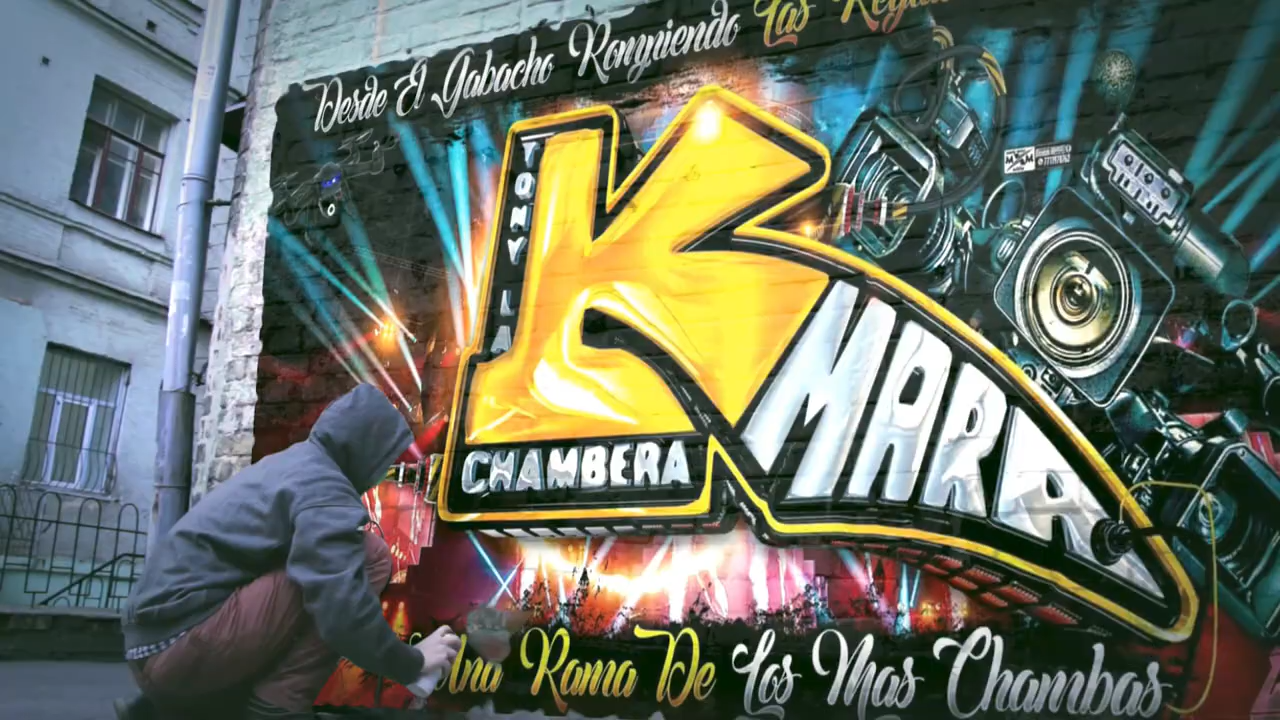 Desde El Gabacho Rompiendo Las
TONY LA
K MARA
CHAMBERA
Una Rama De Los Mas Chambas